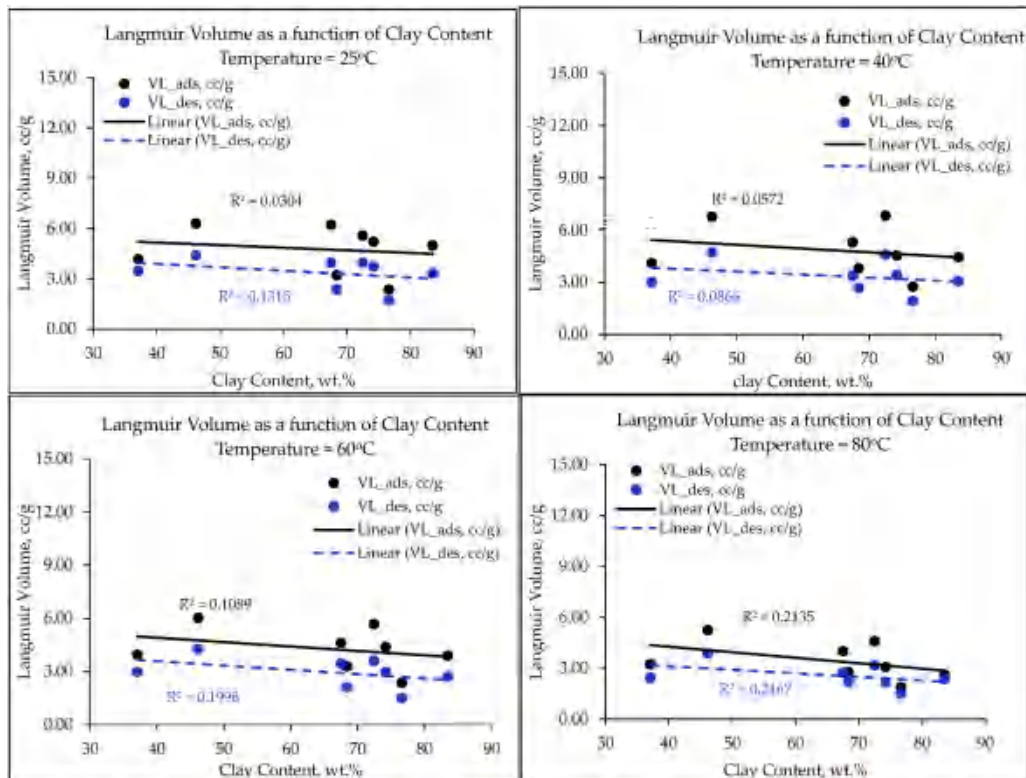 Langmuir Volume as a function of Clay Content
Temperature = 25°C
15.00
12.00
9.00
6.00
3.00
0.00
Langmuir Volume, cc/g
VL_ads, cc/g
VL_des, cc/g
Linear (VL_ads, cc/g)
Linear (VL_des, cc/g)
R² = 0.0304
30 40 50 60 70 80 90
Clay Content, wt.%
Langmuir Volume as a function of Clay Content
Temperature = 40°C
15.00
12.00
9.00
6.00
3.00
0.00
Langmuir Volume, cc/g
VL_ads, cc/g
VL_des, cc/g
Linear (VL_ads, cc/g)
Linear (VL_des, cc/g)
R² = 0.0572
R² = 0.0866
30 40 50 60 70 80 90
clay Content, wt.%
Langmuir Volume as a function of Clay Content
Temperature = 60°C
15.00
12.00
9.00
6.00
3.00
0.00
Langmuir Volume, cc/g
VL_ads, cc/g
VL_des, cc/g
Linear (VL_ads, cc/g)
Linear (VL_des, cc/g)
R² = 0.1089
30 40 50 60 70 80 90
Clay Content, wt.%
Langmuir Volume as a function of Clay Content
Temperature = 80°C
15.00
12.00
9.00
6.00
3.00
0.00
Langmuir Volume, cc/g
VL_ads, cc/g
VL_des, cc/g
Linear (VL_ads, cc/g)
Linear (VL_des, cc/g)
R² = 0.2135
30 40 50 60 70 80 90
Clay Content, wt.%